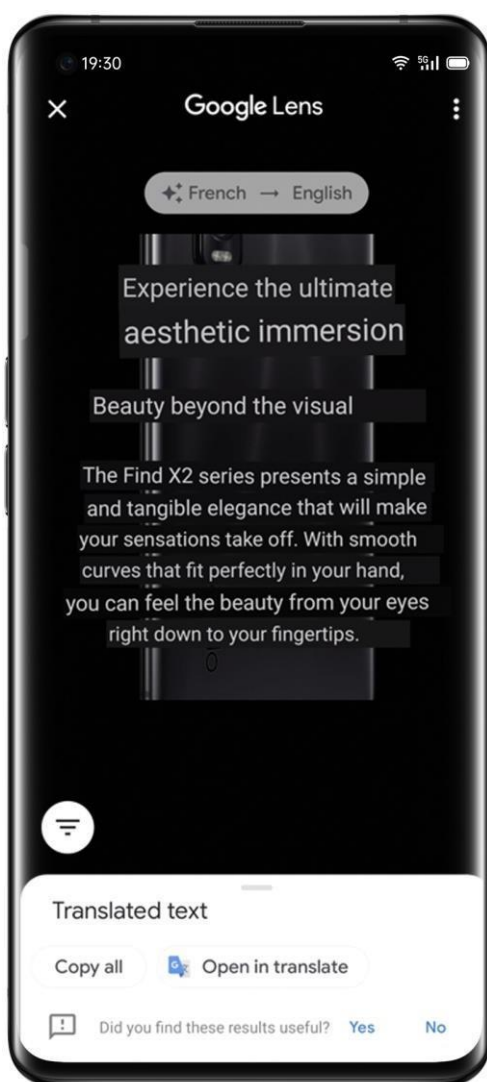 19:30
5G
Google Lens
French → English
Experience the ultimate
aesthetic immersion
Beauty beyond the visual
The Find X2 series presents a simple
and tangible elegance that will make
your sensations take off. With smooth
curves that fit perfectly in your hand,
you can feel the beauty from your eyes
right down to your fingertips.
Translated text
Copy all
Open in translate
Did you find these results useful? Yes No